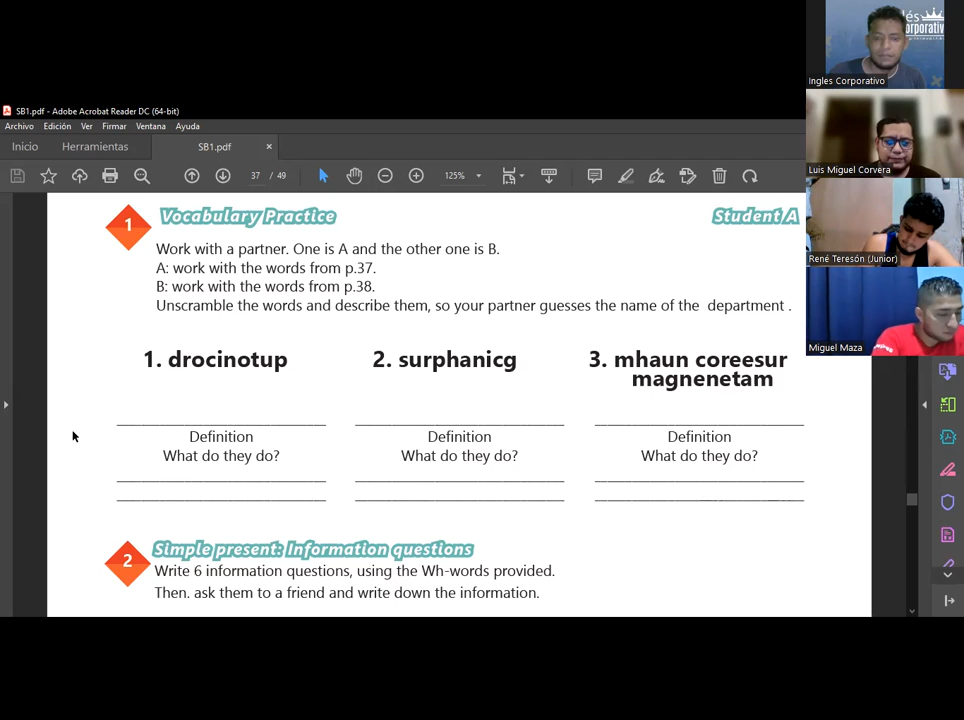 és
orporativo
Ingles Corporativo
SB1.pdf - Adobe Acrobat Reader DC (64-bit)
Archivo Edición Ver Firmar Ventana Ayuda
Inicio Herramientas SB1.pdf ×
37 / 49 125%
Luis Miguel Corvera
René Teresón (Junior)
Miguel Maza
1 Vocabulary Practice Student A
Work with a partner. One is A and the other one is B.
A: work with the words from p.37.
B: work with the words from p.38.
Unscramble the words and describe them, so your partner guesses the name of the department .
1. drocinotup 2. surphanicg 3. mhaun coreesur
magnenetam
Definition Definition Definition
What do they do? What do they do? What do they do?
2 Simple present: Information questions
Write 6 information questions, using the Wh-words provided.
Then. ask them to a friend and write down the information.